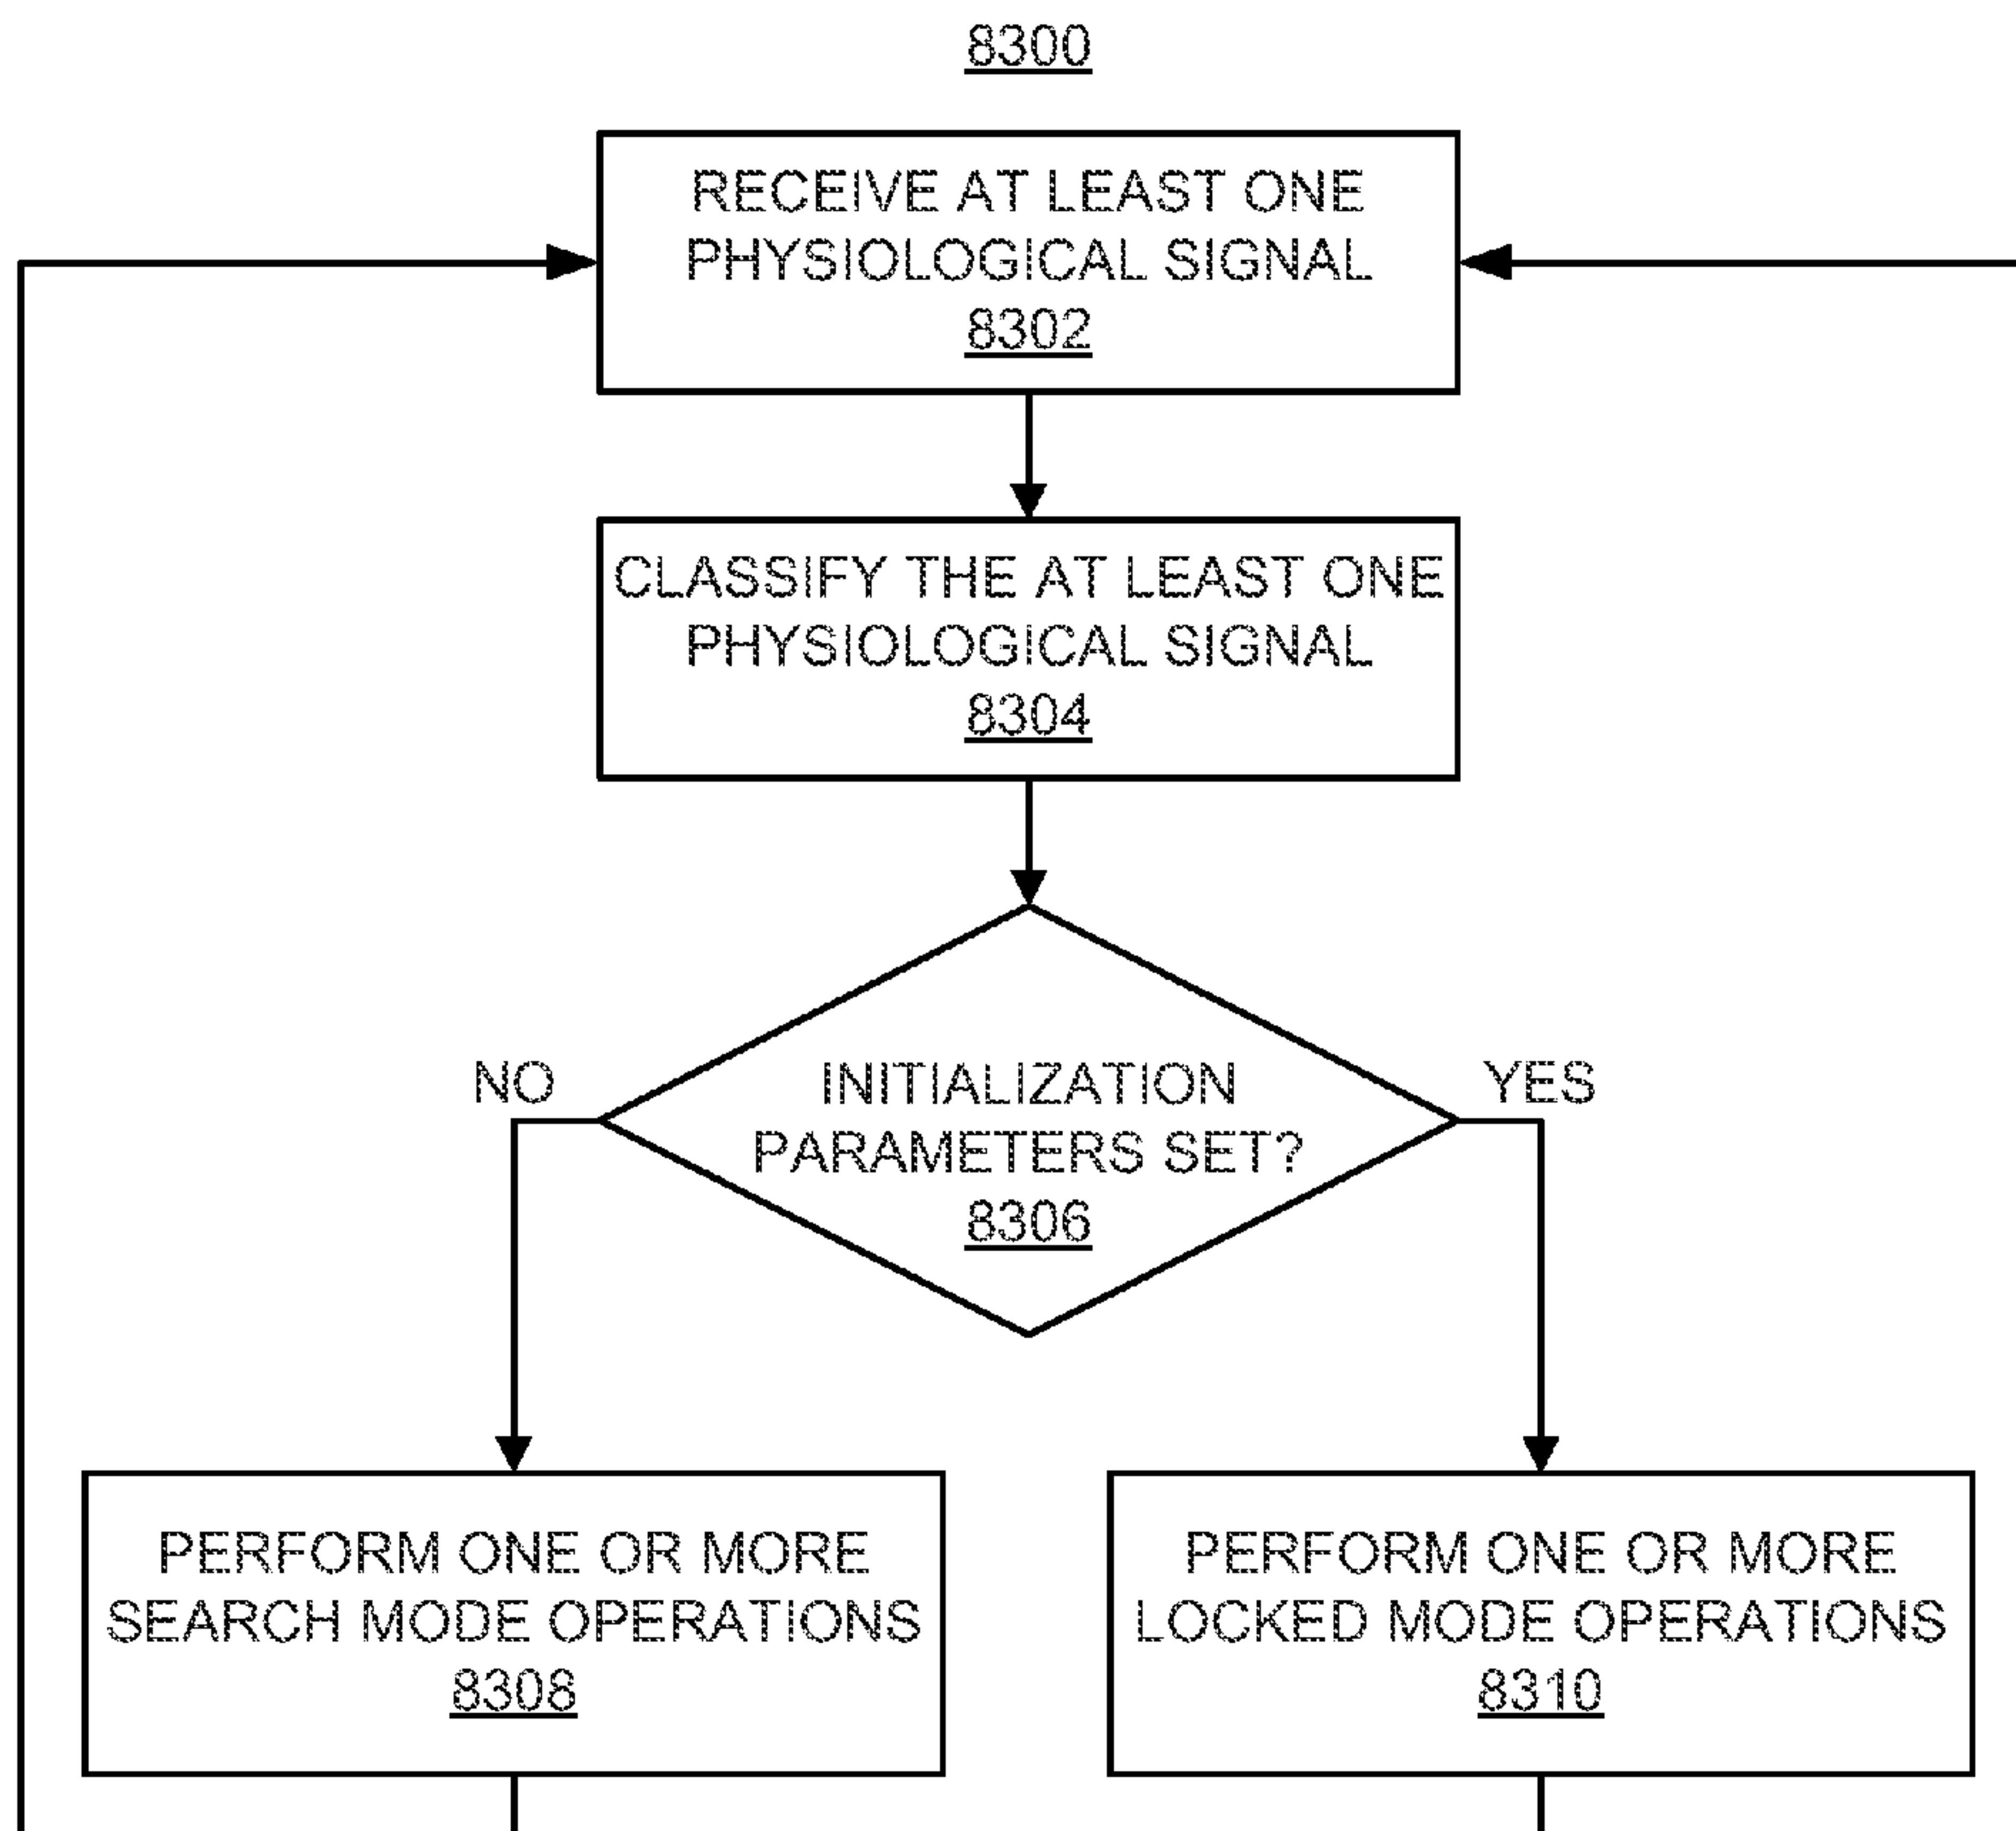 8300
RECEIVE AT LEAST ONE
PHYSIOLOGICAL SIGNAL
8302
CLASSIFY THE AT LEAST ONE
PHYSIOLOGICAL SIGNAL
8304
NO
YES
INITIALIZATION
PARAMETERS SET?
8306
PERFORM ONE OR MORE
SEARCH MODE OPERATIONS
8308
PERFORM ONE OR MORE
LOCKED MODE OPERATIONS
8310